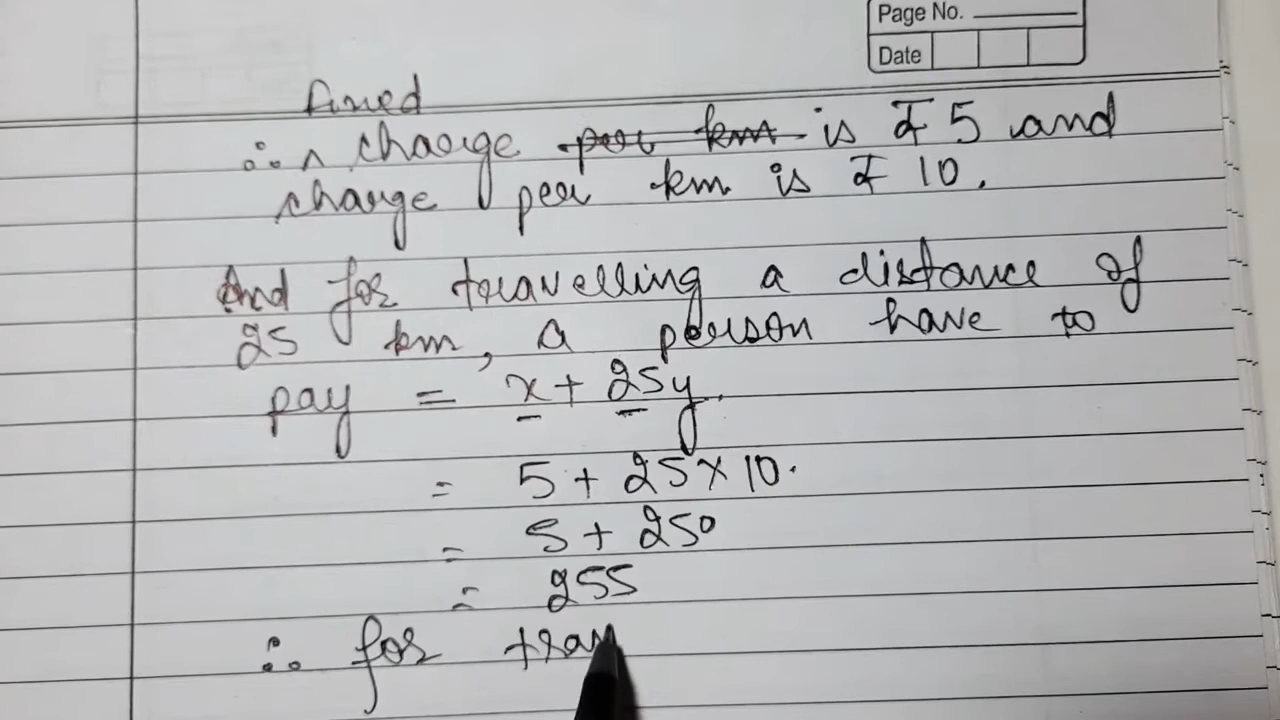 Page No.
Date
fixed
∴ ^ charge per km is ₹ 5 and
charge per km is ₹ 10.
And for travelling a distance of
25 km, a person have to
pay = x + 25y.
= 5 + 25 × 10.
= 5 + 250
= 255
∴ for trav